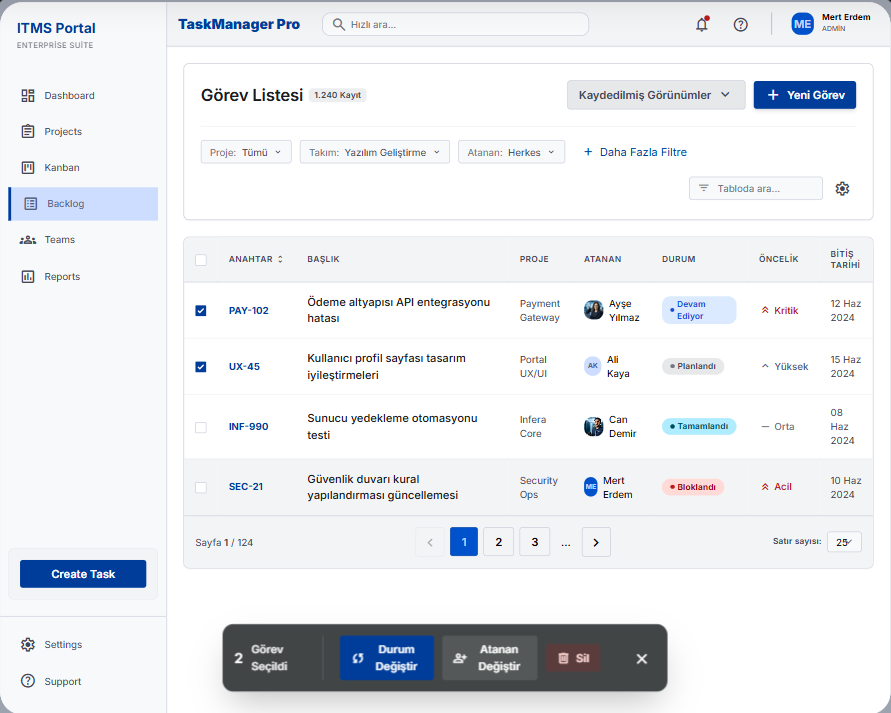 ITMS Portal
ENTERPRİSE SUİTE
Dashboard
Projects
Kanban
Backlog
Teams
Reports
Create Task
Settings
Support
TaskManager Pro
Hızlı ara...
ME
Mert Erdem
ADMİN
Görev Listesi
1.240 Kayıt
Kaydedilmiş Görünümler
+ Yeni Görev
Proje: Tümü
Takım: Yazılım Geliştirme
Atanan: Herkes
+ Daha Fazla Filtre
Tabloda ara...
ANAHTAR
BAŞLIK
PROJE
ATANAN
DURUM
ÖNCELİK
BİTİŞ
TARİHİ
PAY-102
Ödeme altyapısı API entegrasyonu
hatası
Payment
Gateway
Ayşe
Yılmaz
Devam
Ediyor
Kritik
12 Haz
2024
UX-45
Kullanıcı profil sayfası tasarım
iyileştirmeleri
Portal
UX/UI
AK
Ali
Kaya
Planlandı
Yüksek
15 Haz
2024
INF-990
Sunucu yedekleme otomasyonu
testi
Infera
Core
Can
Demir
Tamamlandı
Orta
08
Haz
2024
SEC-21
Güvenlik duvarı kural
yapılandırması güncellemesi
Security
Ops
ME
Mert
Erdem
Bloklandı
Acil
10 Haz
2024
Sayfa 1 / 124
1
2
3
...
Satır sayısı:
25
2
Görev
Seçildi
Durum
Değiştir
Atanan
Değiştir
Sil